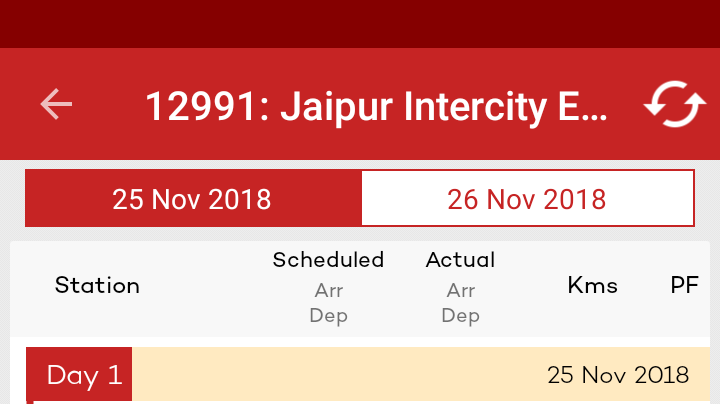 12991: Jaipur Intercity E...
25 Nov 2018 26 Nov 2018
Station Scheduled Arr Dep Actual Arr Dep Kms PF
Day 1 25 Nov 2018